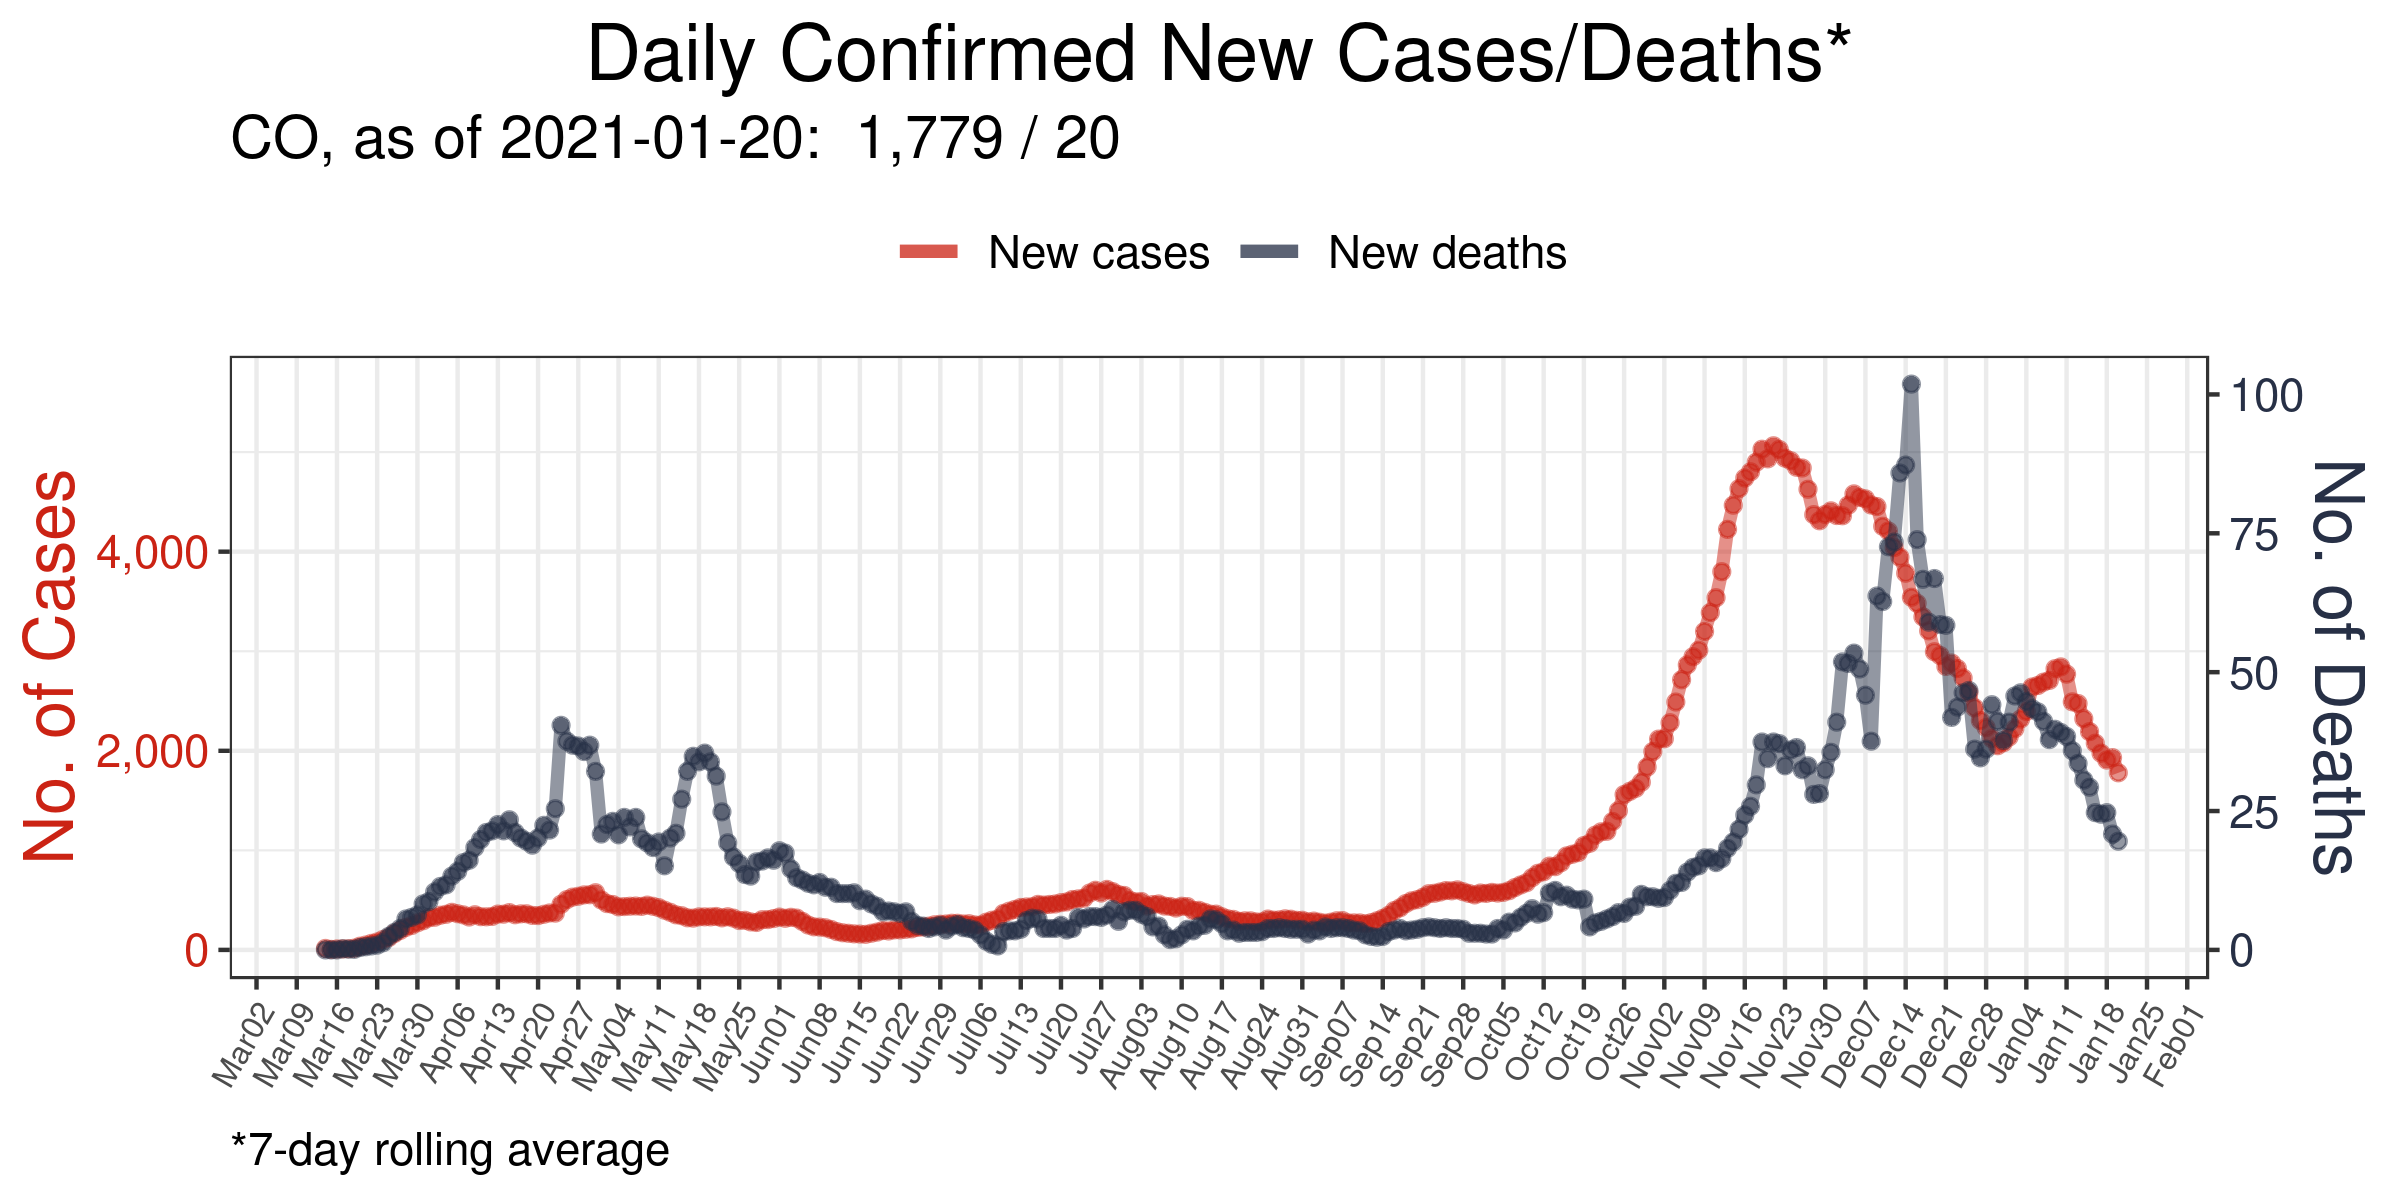 Daily Confirmed New Cases/Deaths*
CO, as of 2021-01-20:  1,779 / 20
New cases
New deaths
No. of Cases
4,000
2,000
0
100
75
50
25
0
No. of Deaths
Mar02
Mar09
Mar16
Mar23
Mar30
Apr06
Apr13
Apr20
Apr27
May04
May11
May18
May25
Jun01
Jun08
Jun15
Jun22
Jun29
Jul06
Jul13
Jul20
Jul27
Aug03
Aug10
Aug17
Aug24
Aug31
Sep07
Sep14
Sep21
Sep28
Oct05
Oct12
Oct19
Oct26
Nov02
Nov09
Nov16
Nov23
Nov30
Dec07
Dec14
Dec21
Dec28
Jan04
Jan11
Jan18
Jan25
Feb01
*7-day rolling average